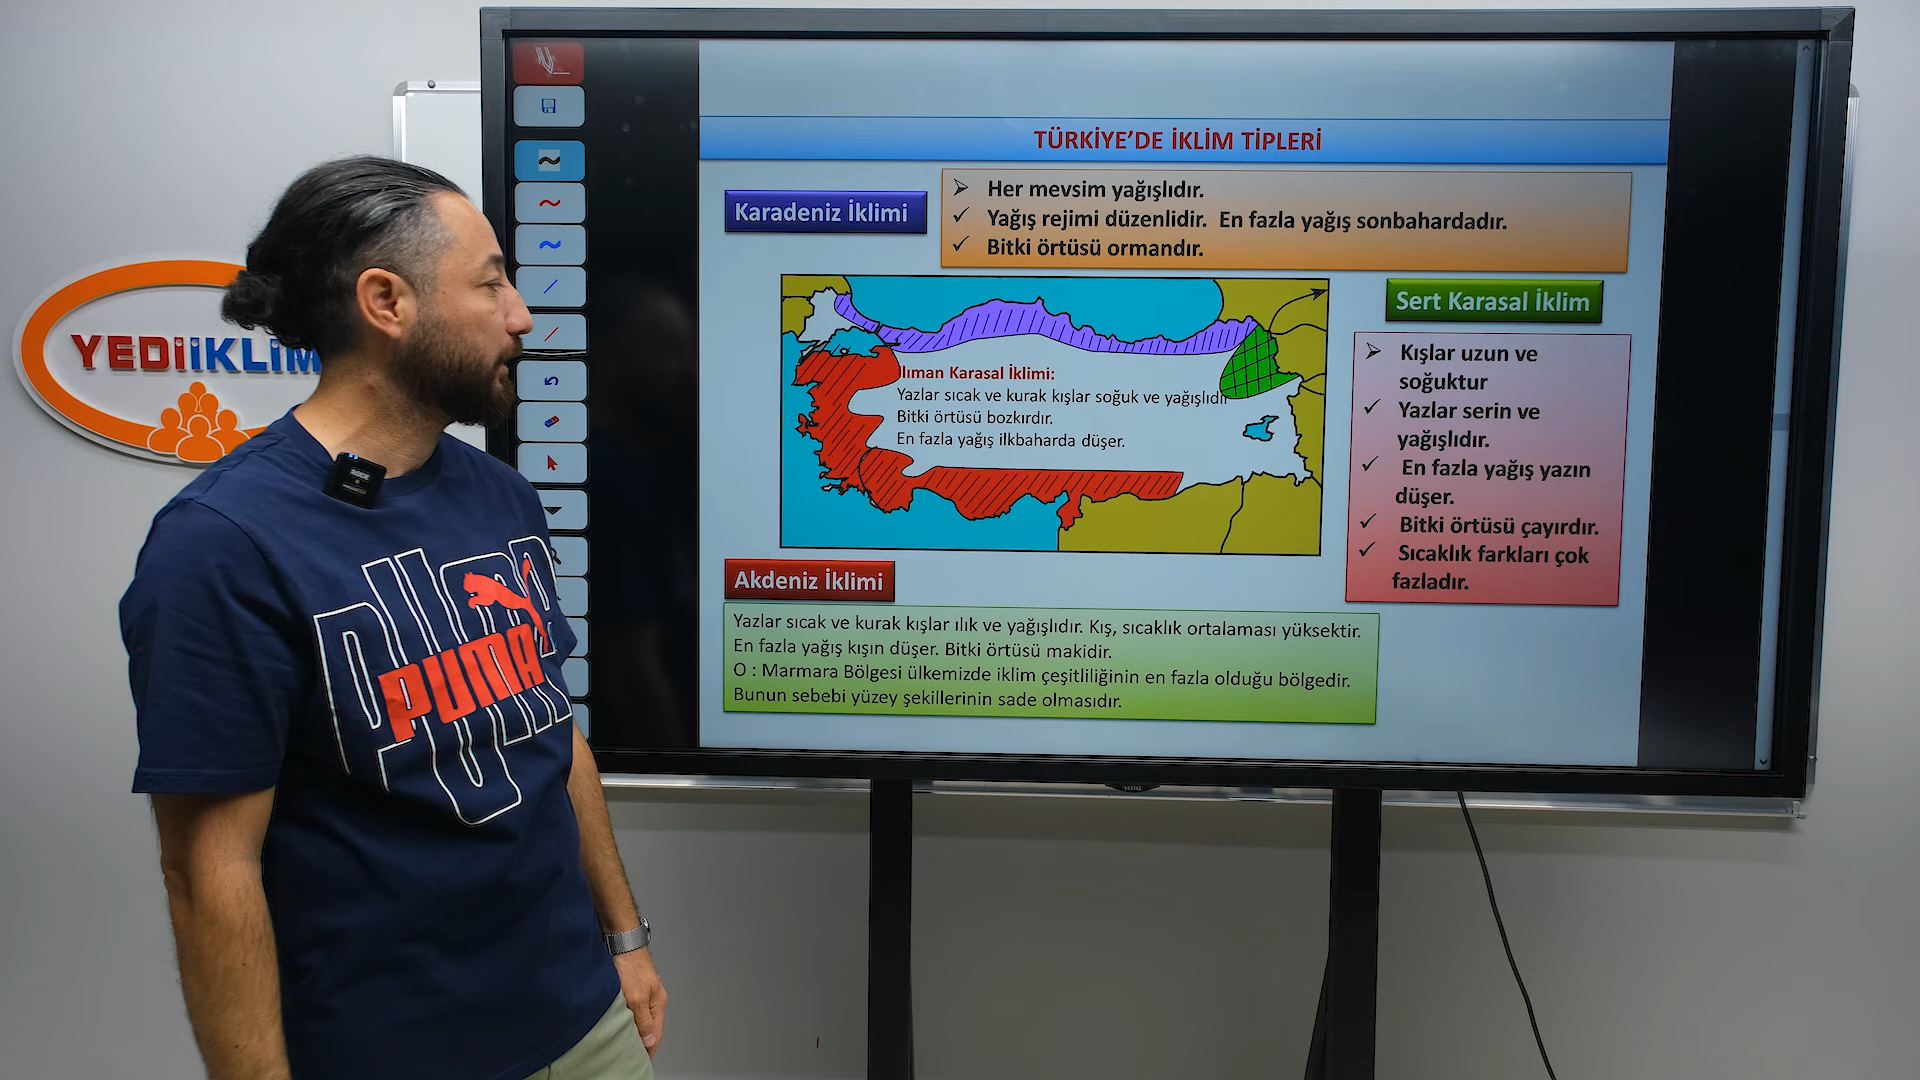 TÜRKİYE'DE İKLİM TİPLERİ
Karadeniz İklimi
➢ Her mevsim yağışlıdır.
✓ Yağış rejimi düzenlidir. En fazla yağış sonbahardadır.
✓ Bitki örtüsü ormandır.
Sert Karasal İklim
➢ Kışlar uzun ve
soğuktur
✓ Yazlar serin ve
yağışlıdır.
✓ En fazla yağış yazın
düşer.
✓ Bitki örtüsü çayırdır.
✓ Sıcaklık farkları çok
fazladır.
lıman Karasal İklimi:
Yazlar sıcak ve kurak kışlar soğuk ve yağışlıdır
Bitki örtüsü bozkırdır.
En fazla yağış ilkbaharda düşer.
Akdeniz İklimi
Yazlar sıcak ve kurak kışlar ılık ve yağışlıdır. Kış, sıcaklık ortalaması yüksektir.
En fazla yağış kışın düşer. Bitki örtüsü makidir.
O : Marmara Bölgesi ülkemizde iklim çeşitliliğinin en fazla olduğu bölgedir.
Bunun sebebi yüzey şekillerinin sade olmasıdır.
YEDİİKLİM
RODE
PUMA
PUMA
VESTEL